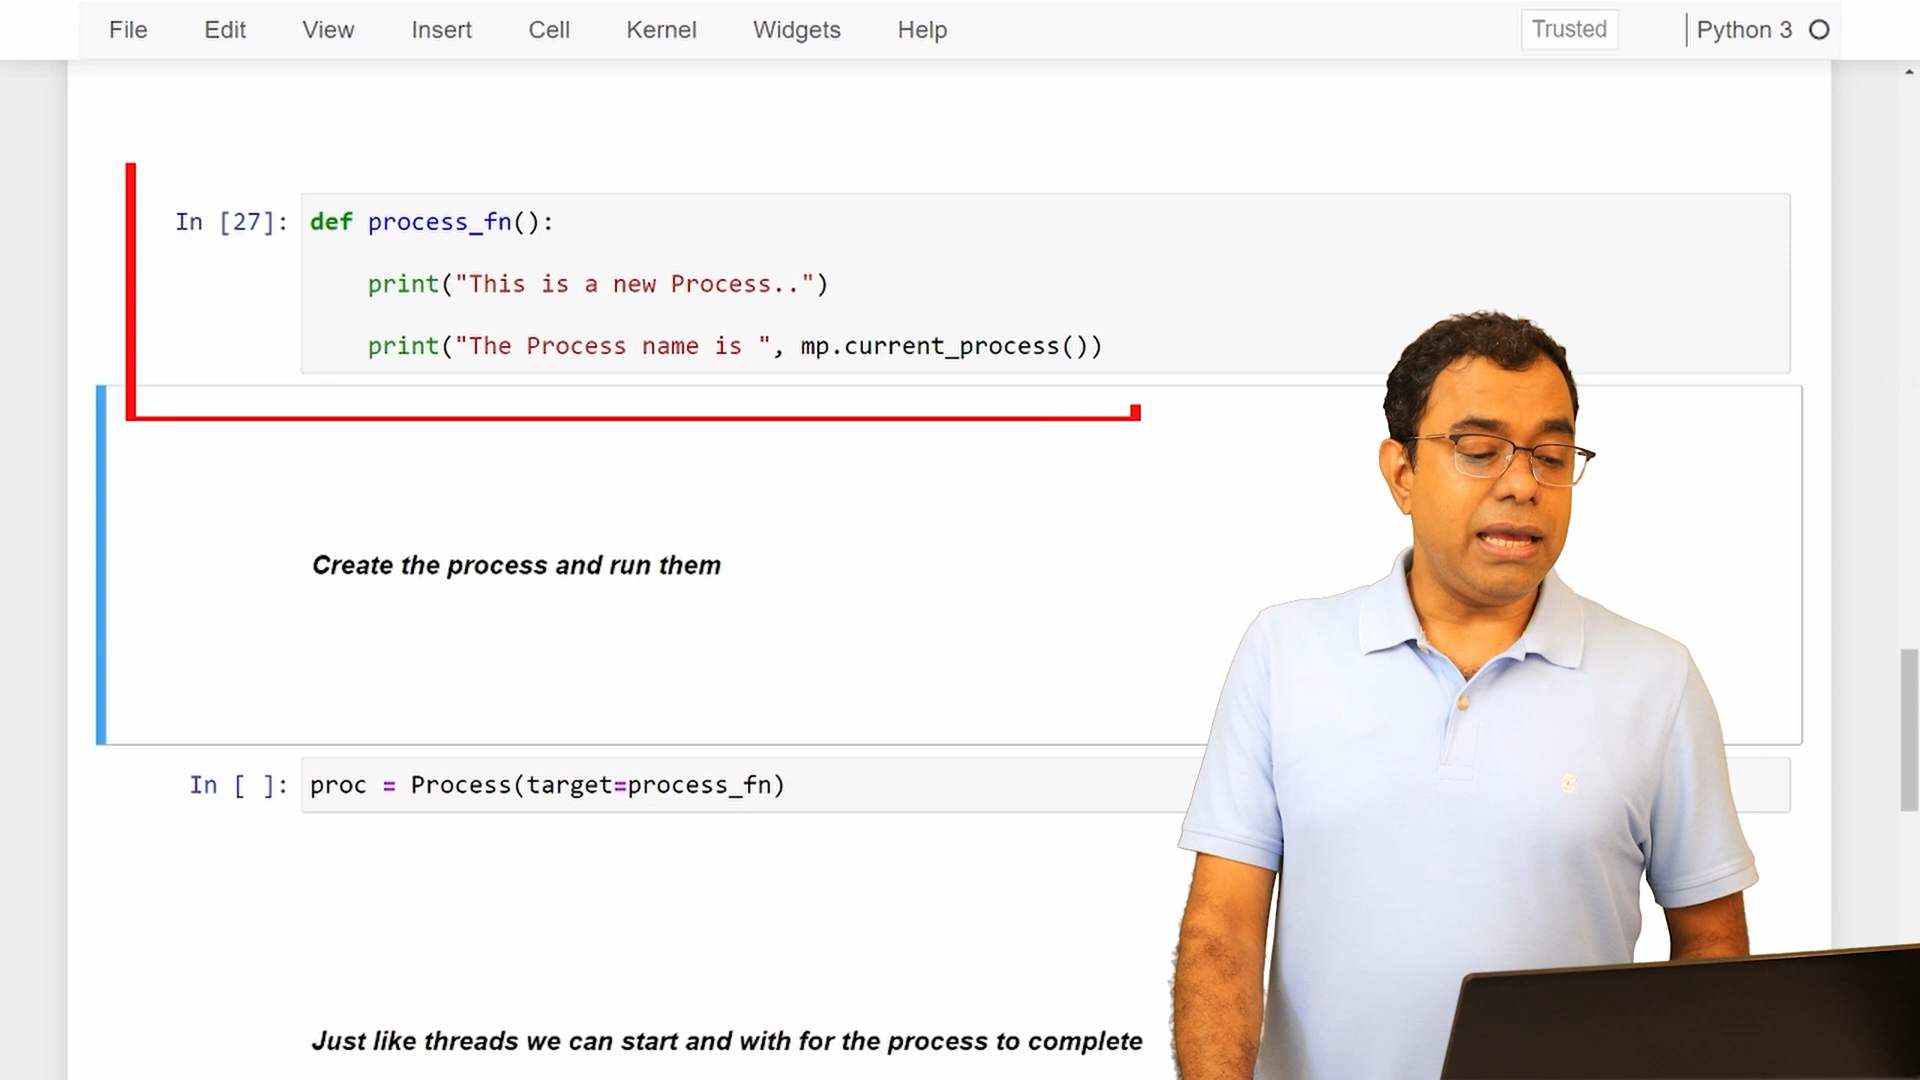 File Edit View Insert Cell Kernel Widgets Help Trusted Python 3
In [27]: def process_fn():
print("This is a new Process..")
print("The Process name is ", mp.current_process())
Create the process and run them
In [ ]: proc = Process(target=process_fn)
Just like threads we can start and with for the process to complete